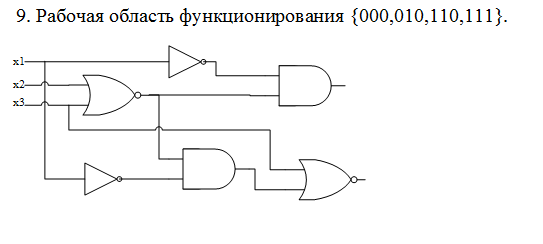 9. Рабочая область функционирования {000,010,110,111}.
x1
x2
x3